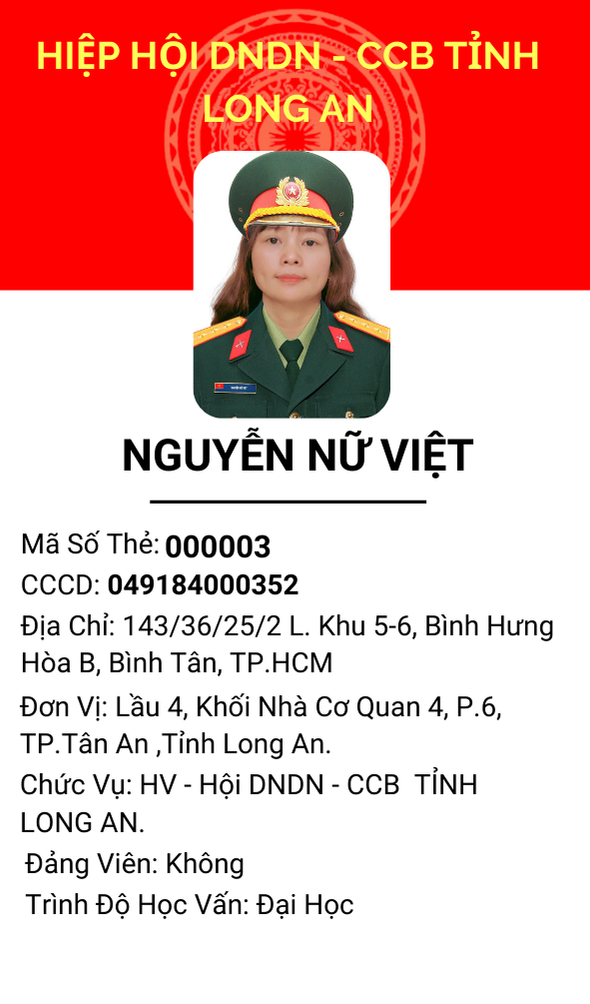 HIỆP HỘI DNDN - CCB TỈNH
LONG AN
NGUYỄN NỮ VIỆT
Mã Số Thẻ: 000003
CCCD: 049184000352
Địa Chỉ: 143/36/25/2 L. Khu 5-6, Bình Hưng
Hòa B, Bình Tân, TP.HCM
Đơn Vị: Lầu 4, Khối Nhà Cơ Quan 4, P.6,
TP.Tân An ,Tỉnh Long An.
Chức Vụ: HV - Hội DNDN - CCB TỈNH
LONG AN.
Đảng Viên: Không
Trình Độ Học Vấn: Đại Học